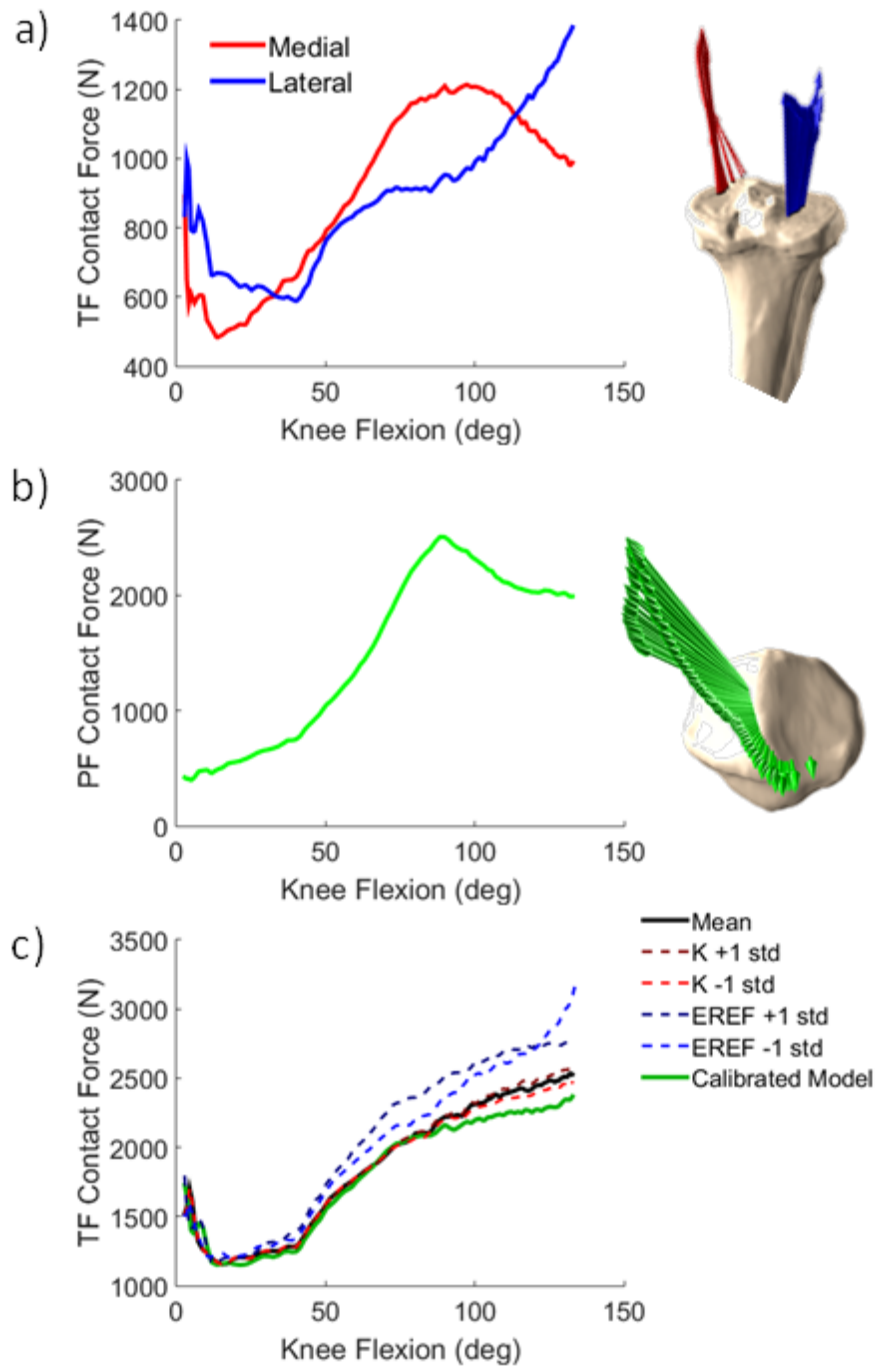 a)
1400
1200
1000
800
600
400
TF Contact Force (N)
Medial
Lateral
0 50 100 150
Knee Flexion (deg)
b)
3000
2000
1000
0
PF Contact Force (N)
0 50 100 150
Knee Flexion (deg)
c)
3500
3000
2500
2000
1500
1000
TF Contact Force (N)
Mean
K +1 std
K -1 std
EREF +1 std
EREF -1 std
Calibrated Model
0 50 100 150
Knee Flexion (deg)